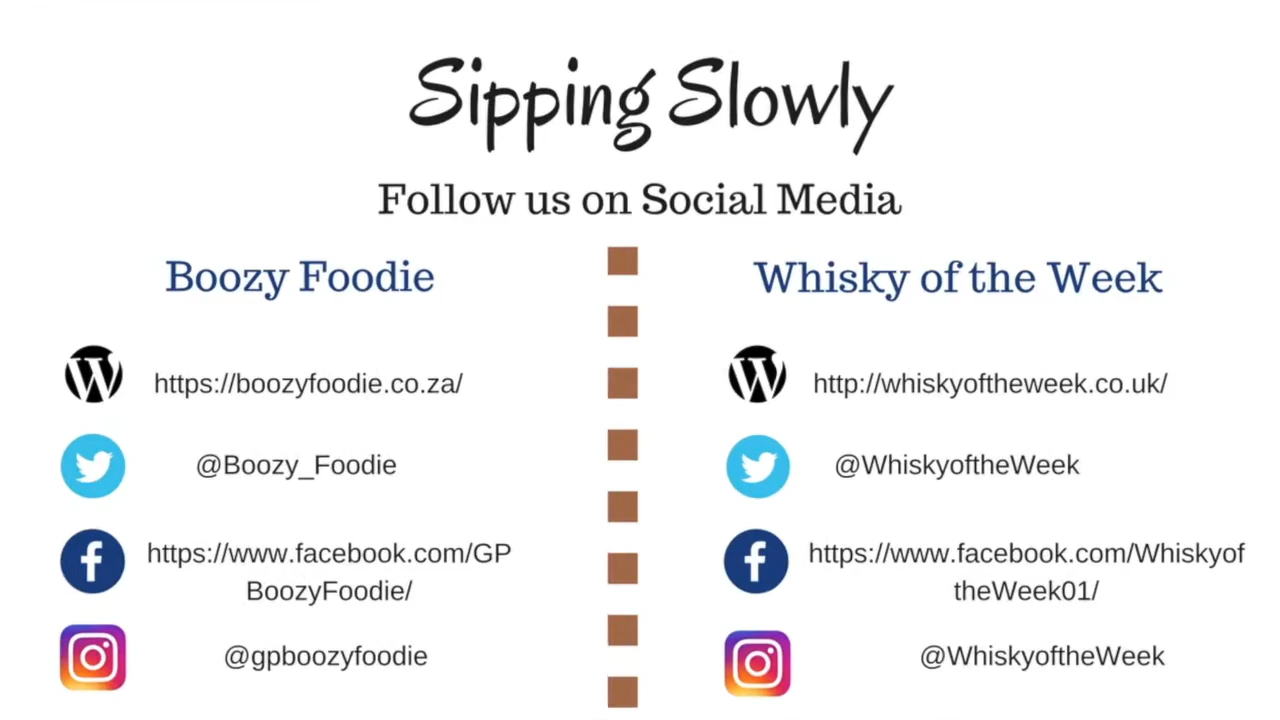 Sipping Slowly
Follow us on Social Media
Boozy Foodie
https://boozyfoodie.co.za/
@Boozy_Foodie
https://www.facebook.com/GP
BoozyFoodie/
@gpboozyfoodie
Whisky of the Week
http://whiskyoftheweek.co.uk/
@WhiskyoftheWeek
https://www.facebook.com/Whiskyof
theWeek01/
@WhiskyoftheWeek